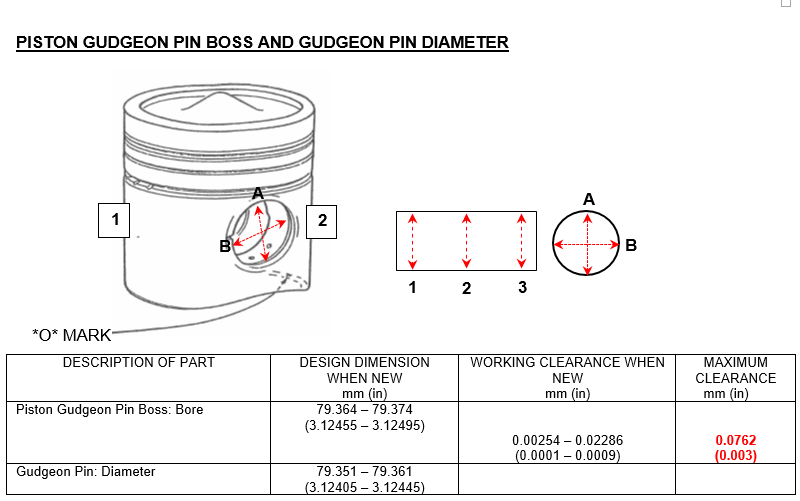 PISTON GUDGEON PIN BOSS AND GUDGEON PIN DIAMETER
A
1
2
B
A
B
1 2 3
*O* MARK
DESCRIPTION OF PART
DESIGN DIMENSION
WHEN NEW
mm (in)
WORKING CLEARANCE WHEN
NEW
mm (in)
MAXIMUM
CLEARANCE
mm (in)
Piston Gudgeon Pin Boss: Bore
79.364 – 79.374
(3.12455 – 3.12495)
0.00254 – 0.02286
(0.0001 – 0.0009)
0.0762
(0.003)
Gudgeon Pin: Diameter
79.351 – 79.361
(3.12405 – 3.12445)